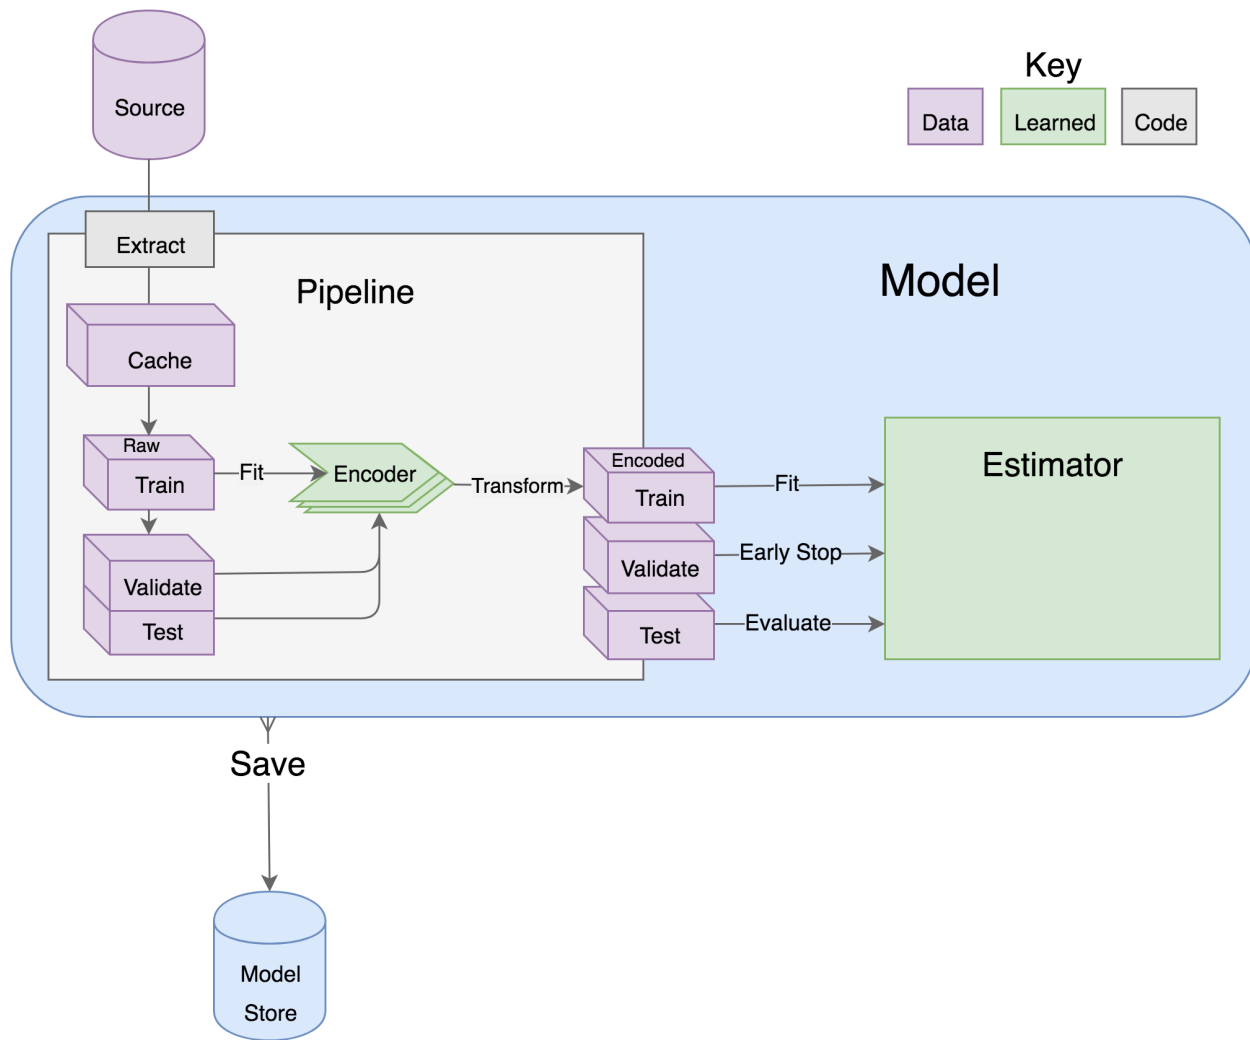 Source
Key
Data
Learned
Code
Extract
Pipeline
Model
Cache
Raw
Train
Fit
Encoder
Transform
Encoded
Train
Fit
Estimator
Validate
Test
Validate
Early Stop
Test
Evaluate
Save
Model
Store